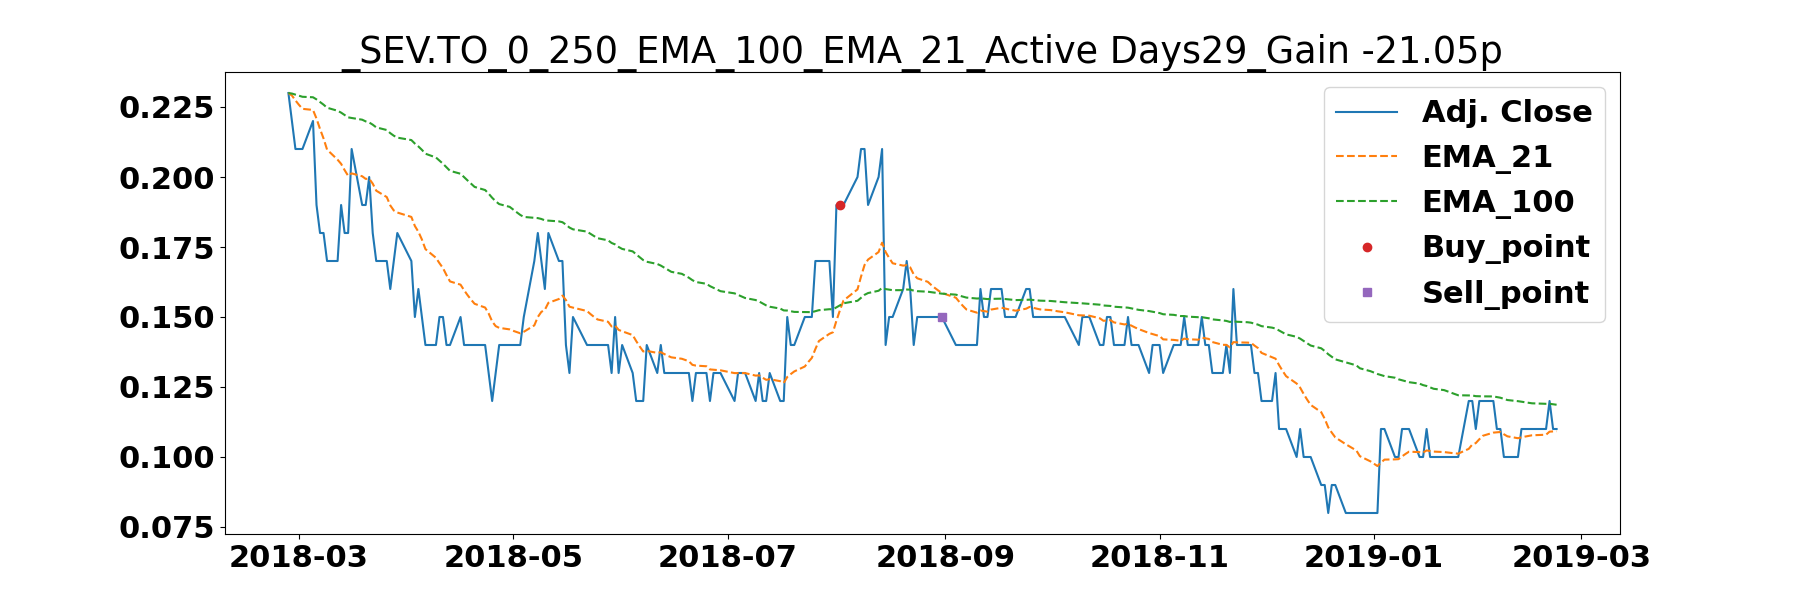 _SEV.TO_0_250_EMA_100_EMA_21_Active Days29_Gain -21.05p
0.225
0.200
0.175
0.150
0.125
0.100
0.075
2018-03 2018-05 2018-07 2018-09 2018-11 2019-01 2019-03
Adj. Close
EMA_21
EMA_100
Buy_point
Sell_point